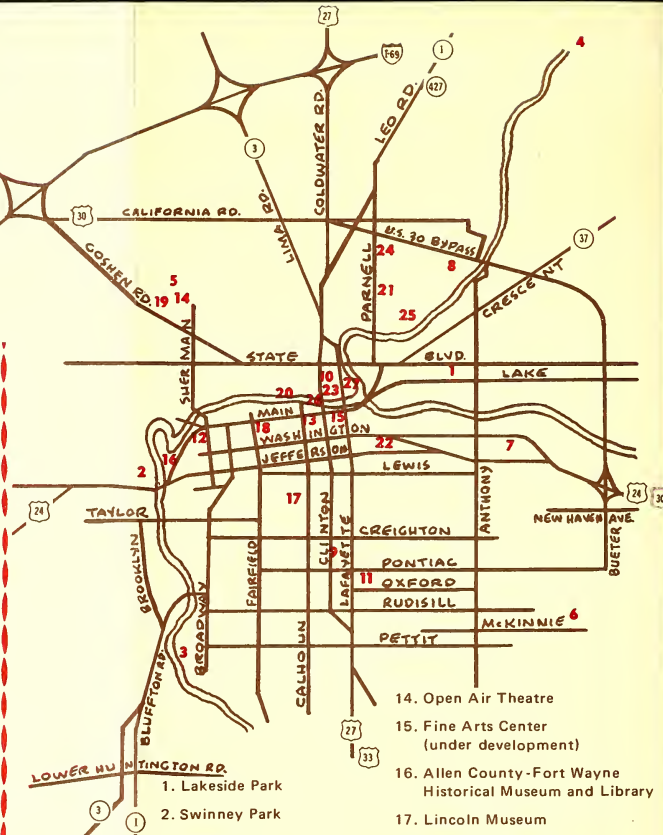 27
I-69
1
427
4
3
COLDWATER RD.
LEO RD.
LIMA RD.
30
CALIFORNIA RD.
U.S. 30 BYPASS
37
GOSHEN RD.
5
19 14
24
8
PARNELL
21
25
CRESCENT
SHERMAN
STATE
BLVD.
1
LAKE
10
23
27
20
MAIN
18
13
15
WASHINGTON
12
JEFFERSON
22
7
LEWIS
16
2
17
24
TAYLOR
ANTHONY
24
30
NEW HAVEN AVE.
BUETER
CLINTON
LAFAYETTE
CREIGHTON
9
PONTIAC
11
OXFORD
RUDISILL
BROOKLYN
FAIRFIELD
BROADWAY
McKINNIE 6
PETTIT
3
CALHOUN
BLUFFTON RD.
27
33
LOWER HUNTINGTON RD.
3
1
1. Lakeside Park
2. Swinney Park
14. Open Air Theatre
15. Fine Arts Center
(under development)
16. Allen County-Fort Wayne
Historical Museum and Library
17. Lincoln Museum